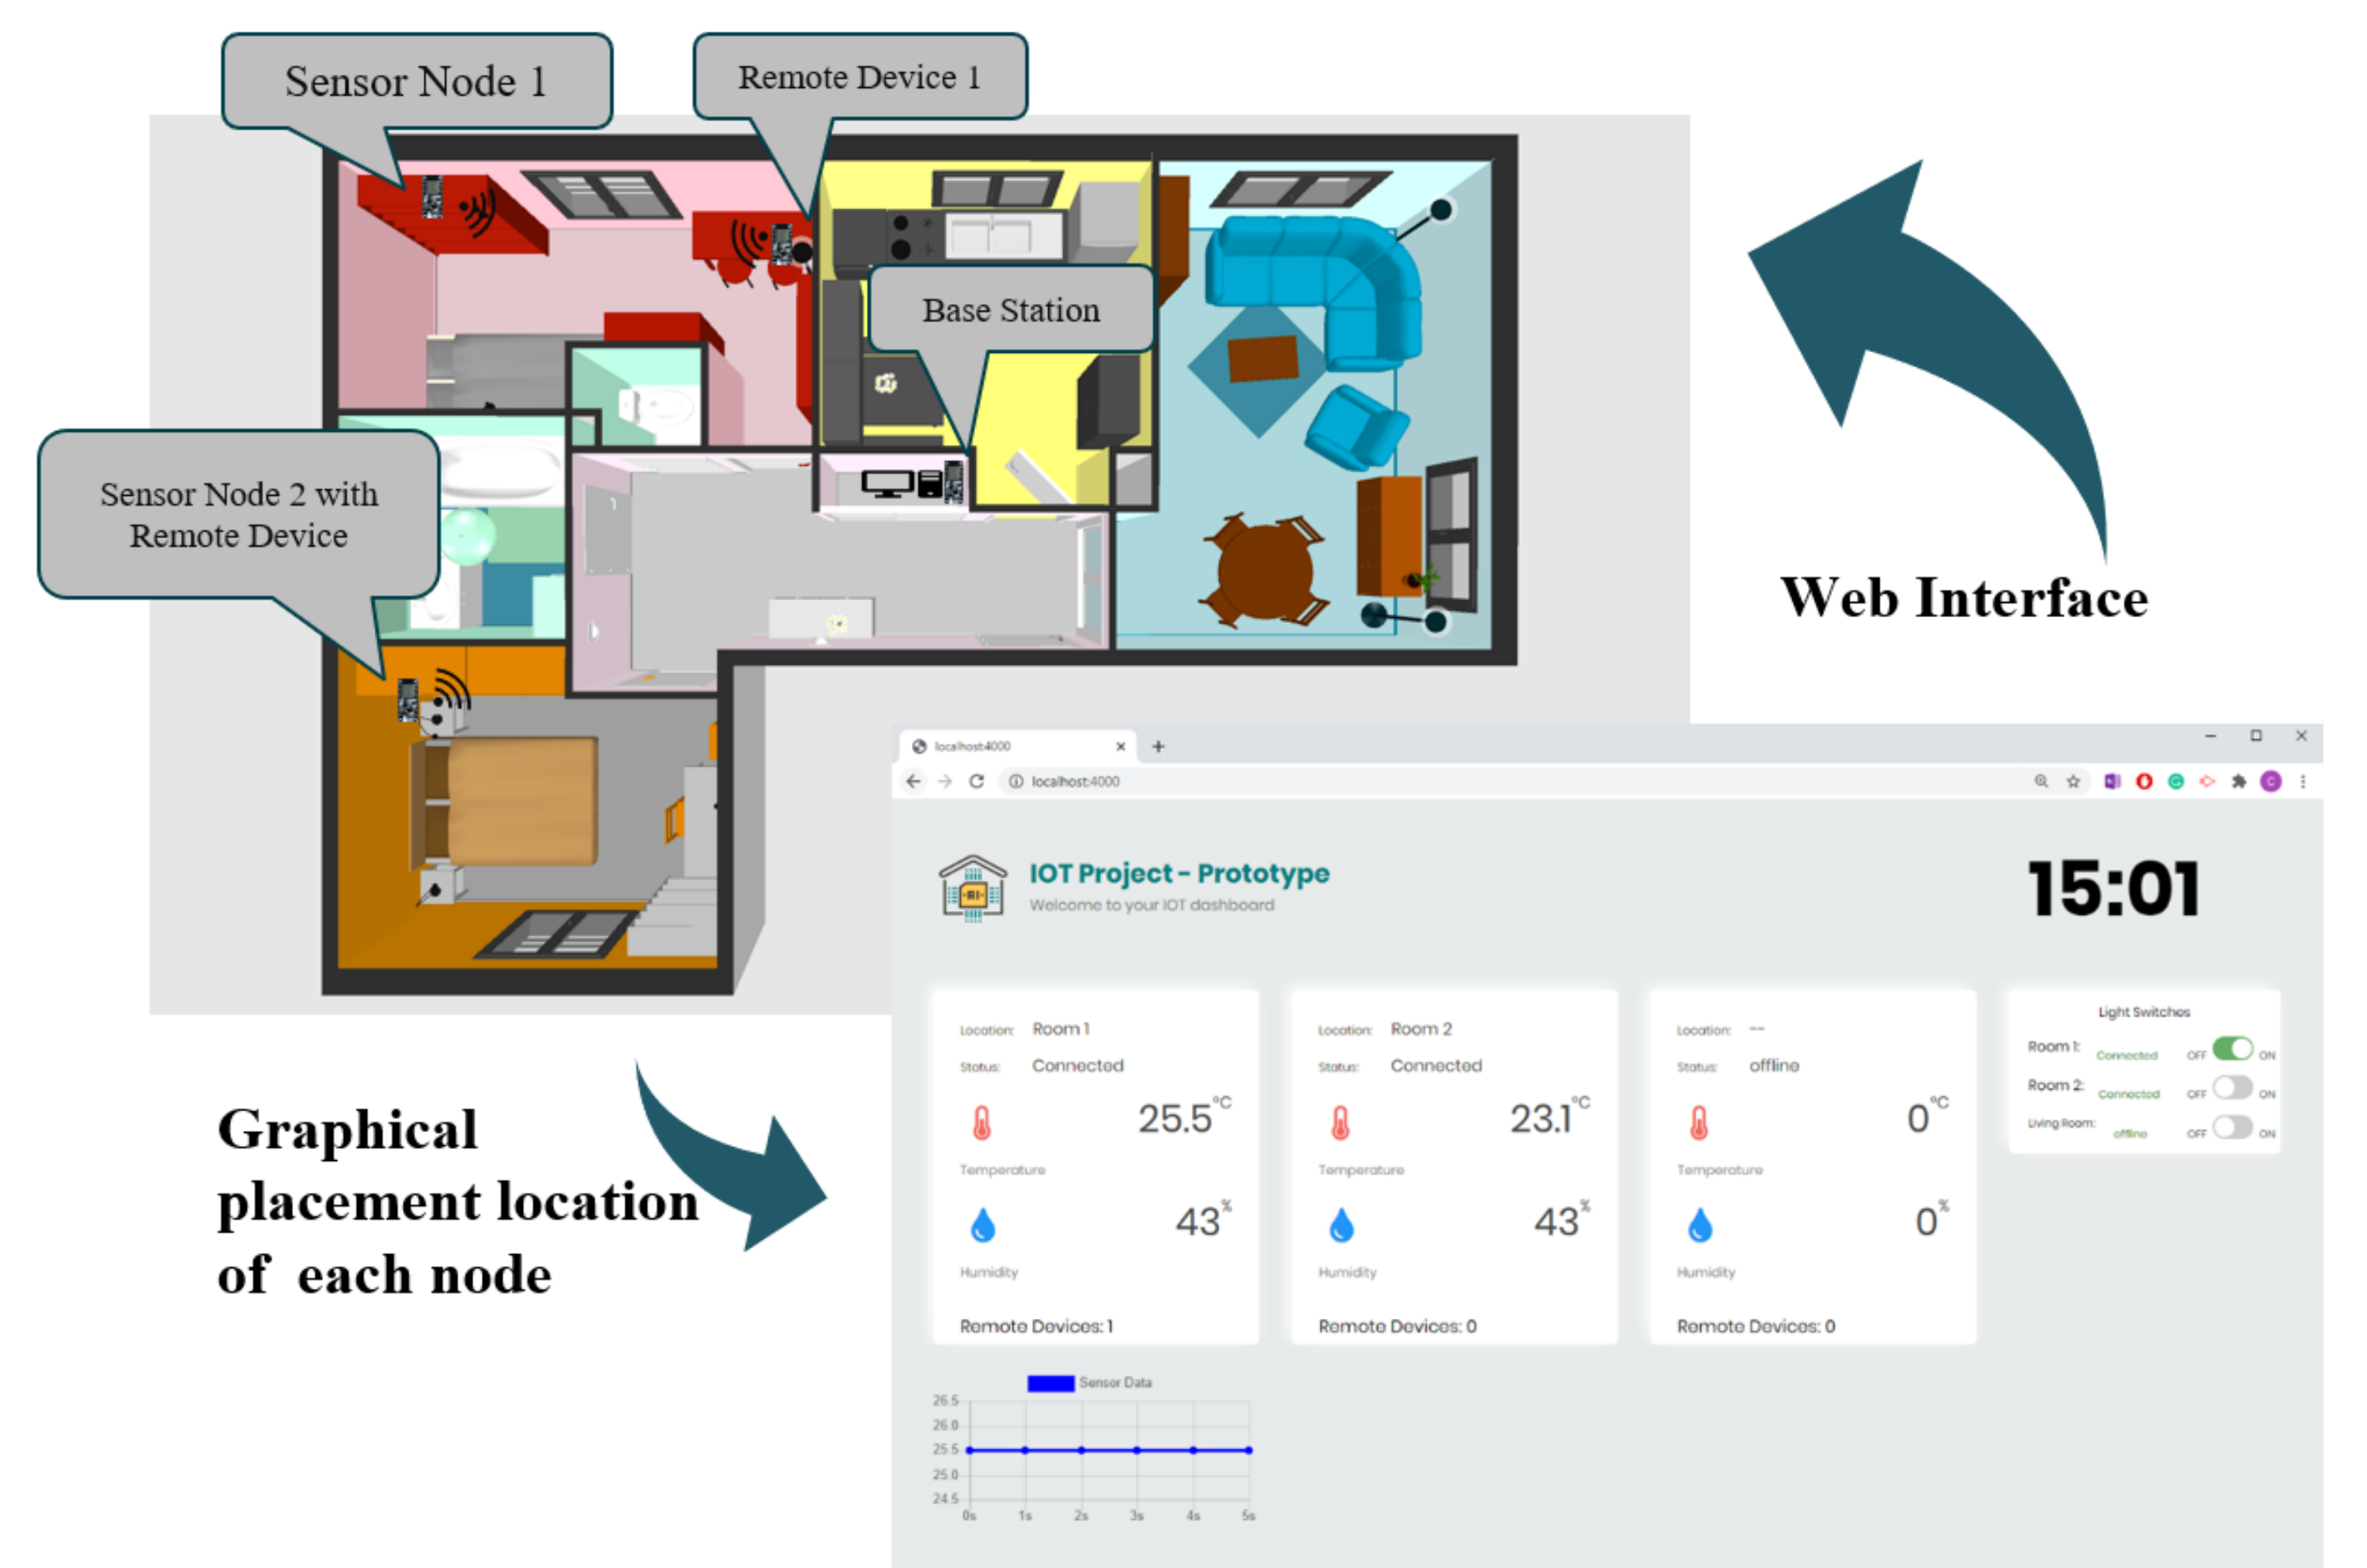 Sensor Node 1
Remote Device 1
Base Station
Sensor Node 2 with
Remote Device
Web Interface
Graphical
placement location
of each node
localhost:4000
localhost:4000
C
IOT Project - Prototype
Welcome to your IOT dashboard
AI
15:01
Location: Room 1
Status: Connected
25.5°C
Temperature
43%
Humidity
Remote Devices: 1
Location: Room 2
Status: Connected
23.1°C
Temperature
43%
Humidity
Remote Devices: 0
Location: --
Status: offline
0°C
Temperature
0%
Humidity
Remote Devices: 0
Light Switches
Room 1: Connected OFF ON
Room 2: Connected OFF ON
Living Room: offline OFF ON
Sensor Data
26.5
26.0
25.5
25.0
24.5
0s 1s 2s 3s 4s 5s